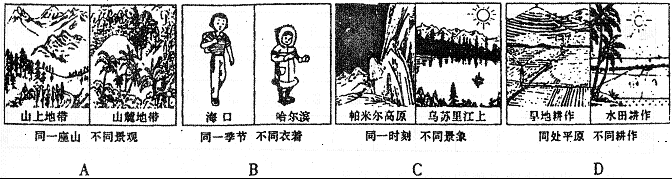 山上地带 山麓地带
同一座山 不同景观
A
海口 哈尔滨
同一季节 不同衣着
B
帕米尔高原 乌苏里江上
同一时刻 不同景象
C
旱地耕作 水田耕作
同处平原 不同耕作
D